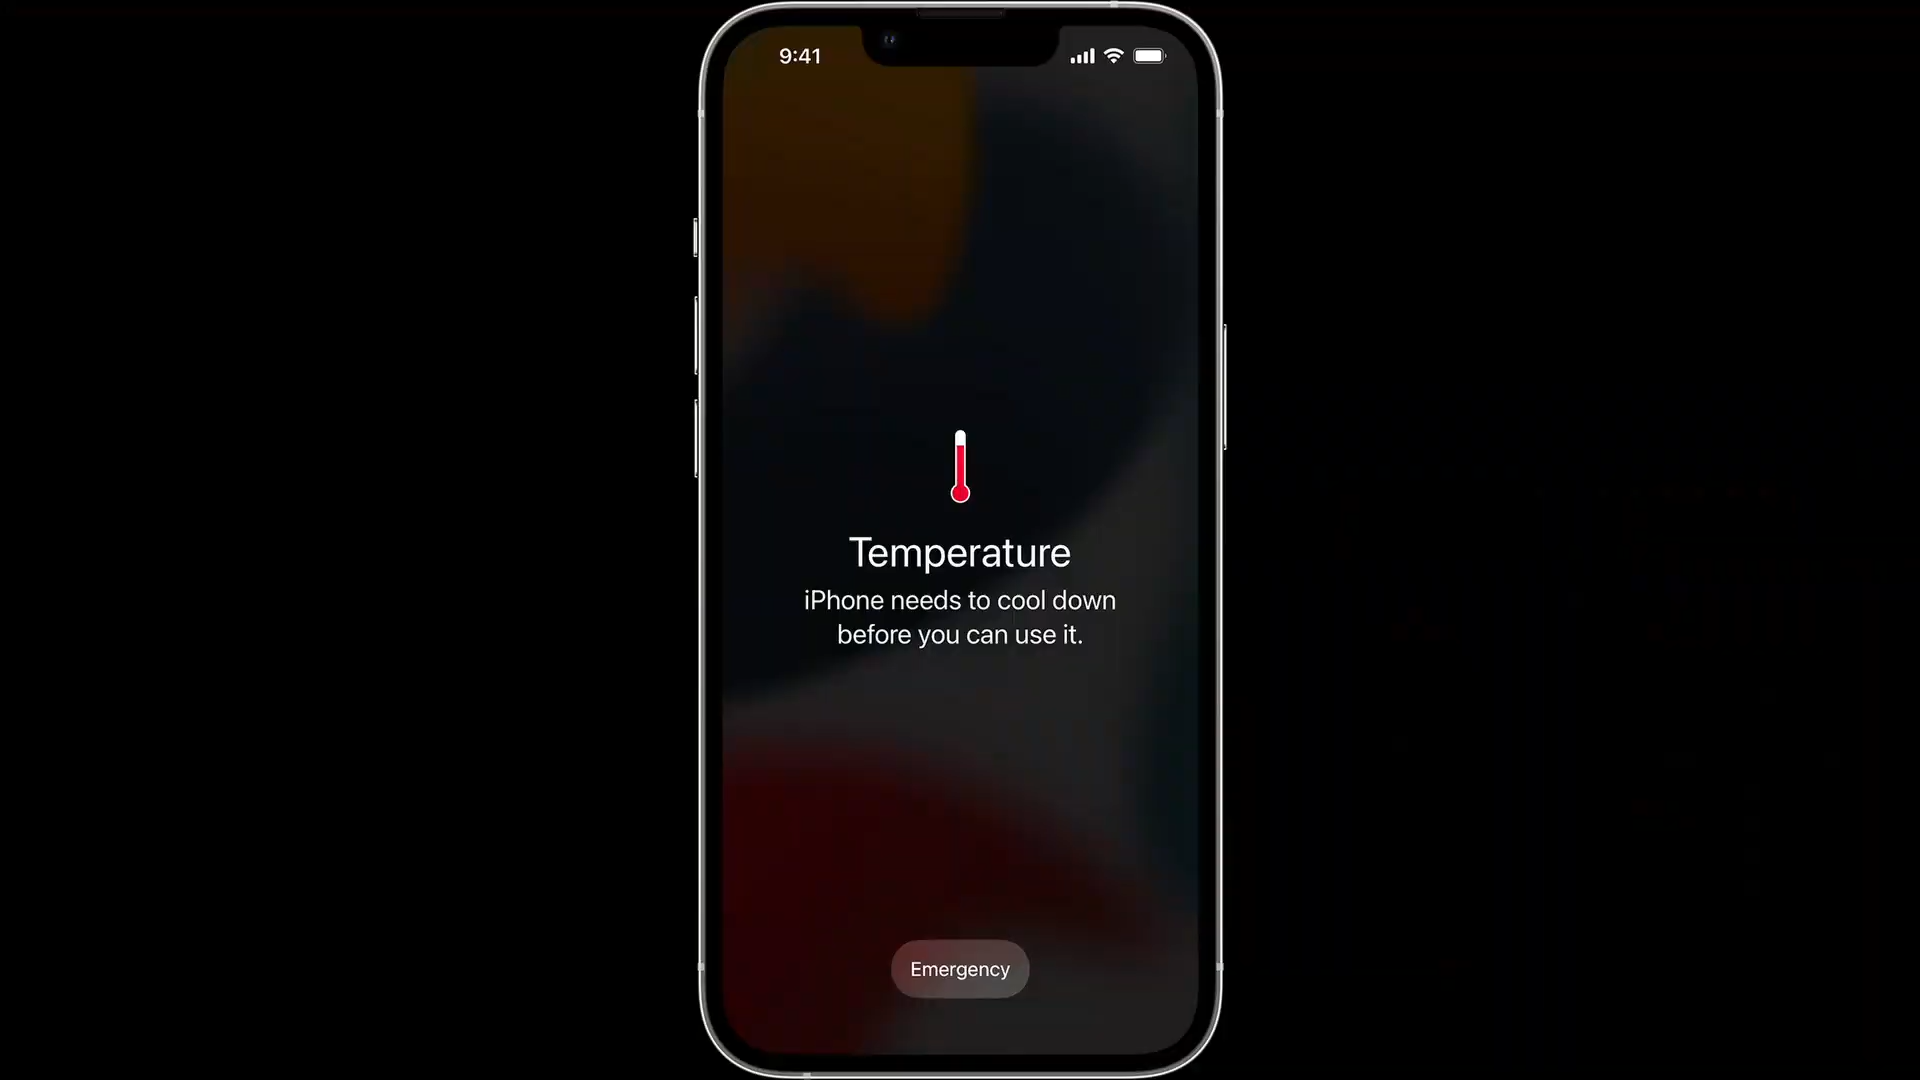 9:41
Temperature
iPhone needs to cool down
before you can use it.
Emergency